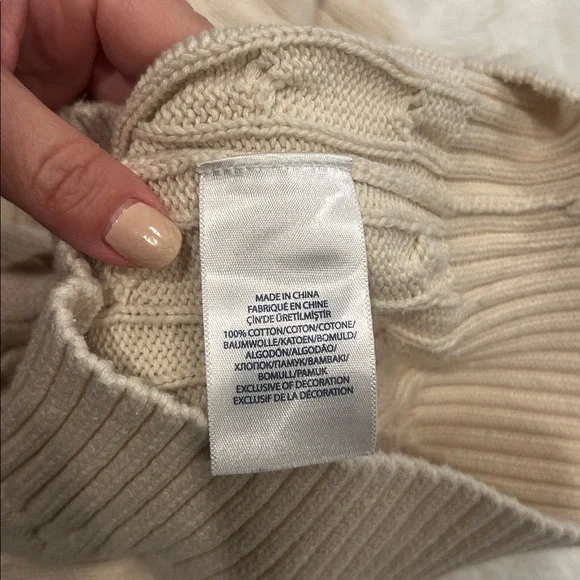 MADE IN CHINA
FABRIQUÉ EN CHINE
ÇİN'DE ÜRETİLMİŞTİR
100% COTTON/COTON/COTONE/
BAUMWOLLE/KATOEN/BOMULD/
ALGODÓN/ALGODÃO/
ХЛОПОК/ПАМУК/ΒΑΜΒΑΚΙ/
BOMULL/PAMUK
EXCLUSIVE OF DECORATION
EXCLUSIF DE LA DÉCORATION